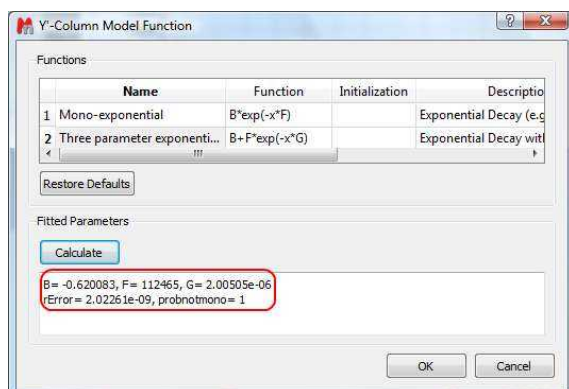 Y'-Column Model Function
Functions
Name Function Initialization Descriptio
1 Mono-exponential B*exp(-x*F) Exponential Decay (e.g
2 Three parameter exponenti... B+F*exp(-x*G) Exponential Decay witl
Restore Defaults
Fitted Parameters
Calculate
B= -0.620083, F= 112465, G= 2.00505e-06
rError= 2.02261e-09, probnotmono= 1
OK Cancel